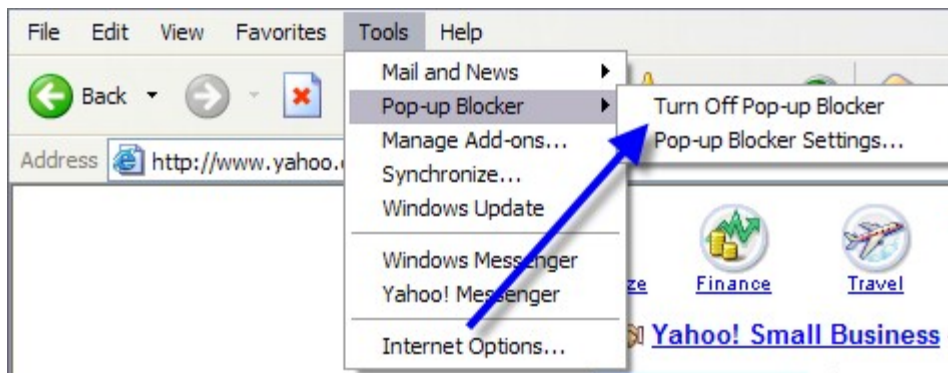 File Edit View Favorites Tools Help
Back
Address http://www.yahoo.
Mail and News
Pop-up Blocker
Manage Add-ons...
Synchronize...
Windows Update
Windows Messenger
Yahoo! Messenger
Internet Options...
Turn Off Pop-up Blocker
Pop-up Blocker Settings...
ze Finance Travel
Yahoo! Small Business